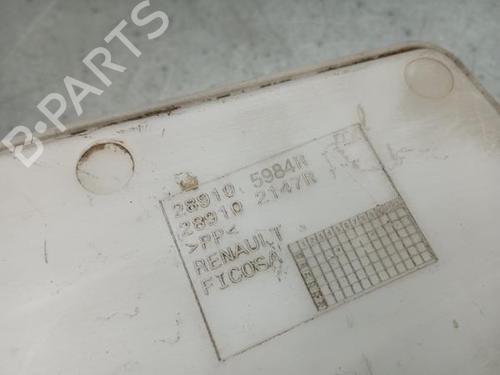 B-PARTS
28910 5984R
28910 2147R
>PP<
RENAULT
FICOSA